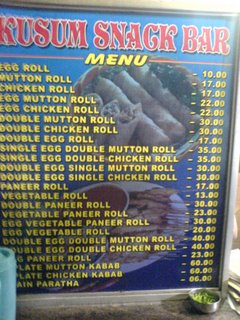 KUSUM SNACK BAR
MENU
EGG ROLL - 10.00
MUTTON ROLL - 17.00
CHICKEN ROLL - 17.00
EGG MUTTON ROLL - 22.00
EGG CHICKEN ROLL - 22.00
DOUBLE MUTTON ROLL - 30.00
DOUBLE CHICKEN ROLL - 30.00
DOUBLE EGG ROLL - 17.00
SINGLE EGG DOUBLE MUTTON ROLL - 35.00
SINGLE EGG DOUBLE CHICKEN ROLL - 35.00
DOUBLE EGG SINGLE MUTTON ROLL - 30.00
DOUBLE EGG SINGLE CHICKEN ROLL - 30.00
PANEER ROLL - 17.00
VEGETABLE ROLL - 13.00
DOUBLE PANEER ROLL - 30.00
VEGETABLE PANEER ROLL - 23.00
EGG VEGETABLE PANEER ROLL - 30.00
VEGETABLE ROLL - 20.00
DOUBLE EGG DOUBLE MUTTON ROLL - 40.00
DOUBLE EGG DOUBLE CHICKEN ROLL - 40.00
PANEER ROLL - 23.00
PLATE MUTTON KABAB - 60.00
PLATE CHICKEN KABAB - 60.00
PLAIN PARATHA - 06.00